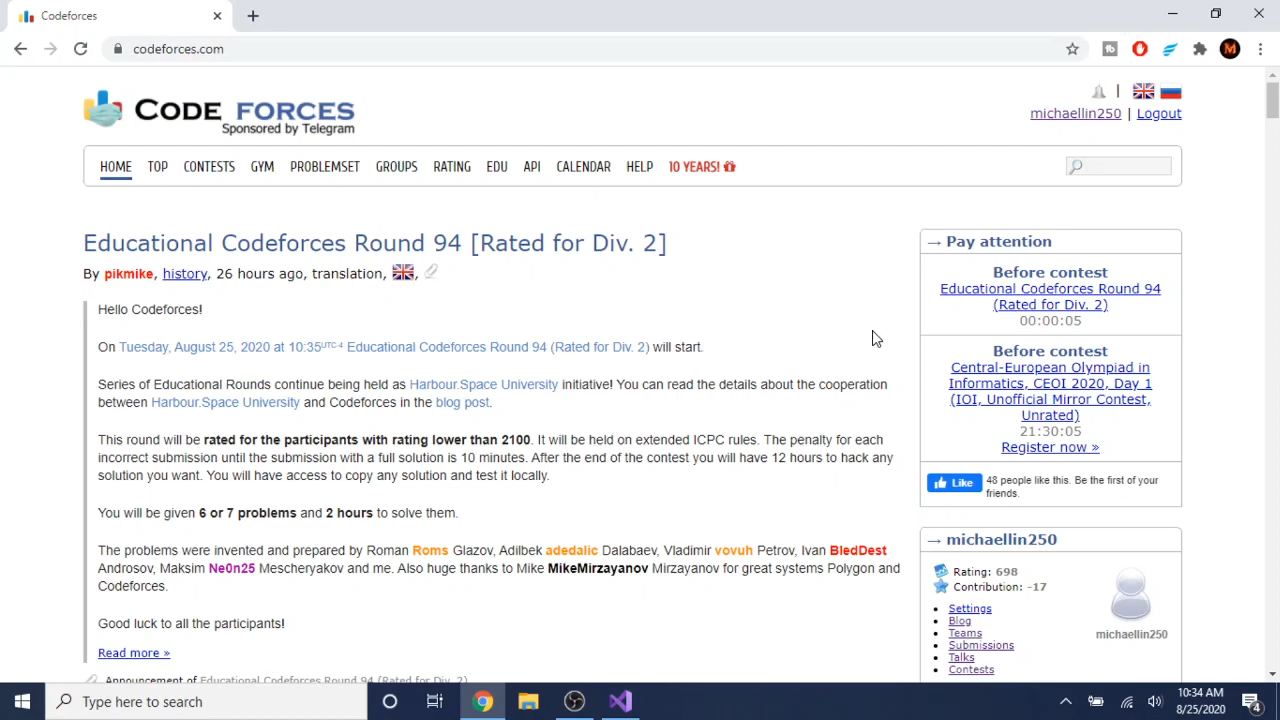 Codeforces
codeforces.com
CODE FORCES
Sponsored by Telegram
michaellin250 | Logout
HOME TOP CONTESTS GYM PROBLEMSET GROUPS RATING EDU API CALENDAR HELP 10 YEARS!
Educational Codeforces Round 94 [Rated for Div. 2]
By pikmike, history, 26 hours ago, translation,
Hello Codeforces!
On Tuesday, August 25, 2020 at 10:35UTC-4 Educational Codeforces Round 94 (Rated for Div. 2) will start.
Series of Educational Rounds continue being held as Harbour.Space University initiative! You can read the details about the cooperation
between Harbour.Space University and Codeforces in the blog post.
This round will be rated for the participants with rating lower than 2100. It will be held on extended ICPC rules. The penalty for each
incorrect submission until the submission with a full solution is 10 minutes. After the end of the contest you will have 12 hours to hack any
solution you want. You will have access to copy any solution and test it locally.
You will be given 6 or 7 problems and 2 hours to solve them.
The problems were invented and prepared by Roman Roms Glazov, Adilbek adedalic Dalabaev, Vladimir vovuh Petrov, Ivan BledDest
Androsov, Maksim Ne0n25 Mescheryakov and me. Also huge thanks to Mike MikeMirzayanov Mirzayanov for great systems Polygon and
Codeforces.
Good luck to all the participants!
Read more »
Announcement of Educational Codeforces Round 94 (Rated for Div. 2)
→ Pay attention
Before contest
Educational Codeforces Round 94
(Rated for Div. 2)
00:00:05
Before contest
Central-European Olympiad in
Informatics, CEOI 2020, Day 1
(IOI, Unofficial Mirror Contest,
Unrated)
21:30:05
Register now »
Like 48 people like this. Be the first of your
friends.
→ michaellin250
Rating: 698
Contribution: -17
Settings
Blog
Teams
Submissions
Talks
Contests
michaellin250
Type here to search
10:34 AM
8/25/2020
4